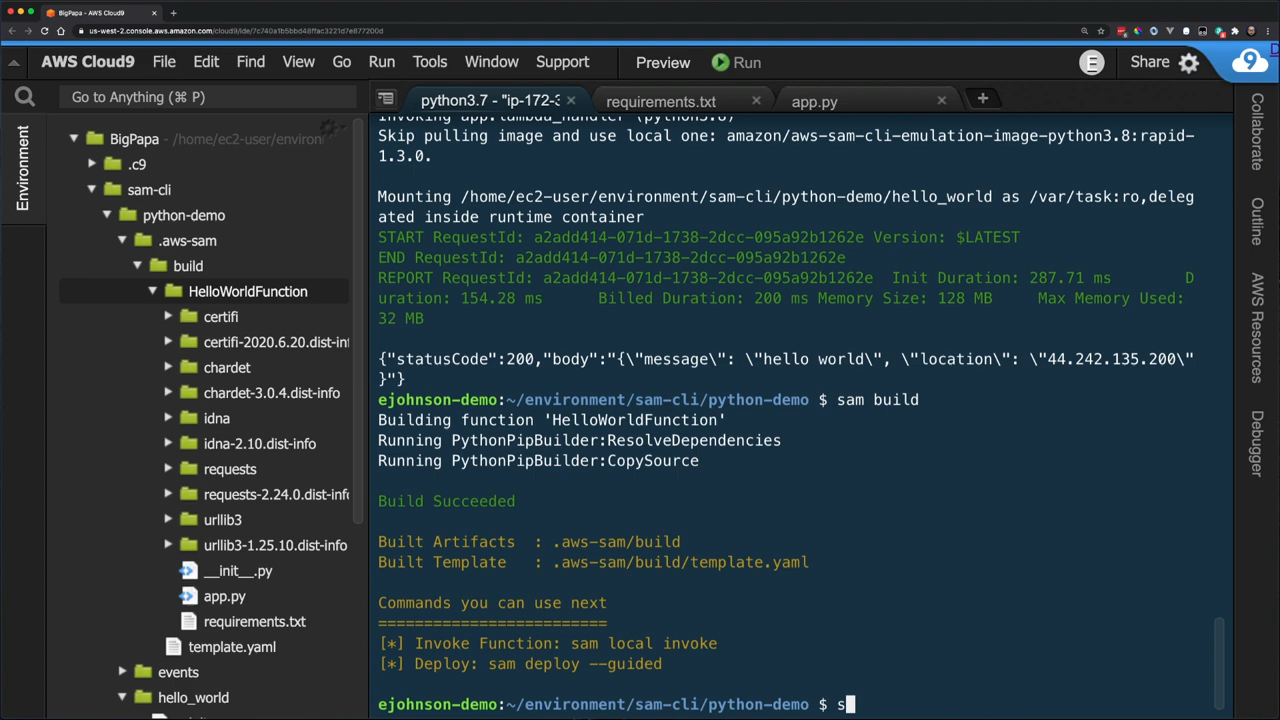 BigPapa - AWS Cloud9
us-west-2.console.aws.amazon.com/cloud9/ide/7c740a1b5bbd48ffac3221d7e877200d
AWS Cloud9 File Edit Find View Go Run Tools Window Support Preview Run E Share 9
Go to Anything (⌘ P)
python3.7 - "ip-172-3
requirements.txt
app.py
Environment
BigPapa - /home/ec2-user/environ
.c9
sam-cli
python-demo
.aws-sam
build
HelloWorldFunction
certifi
certifi-2020.6.20.dist-in
chardet
chardet-3.0.4.dist-info
idna
idna-2.10.dist-info
requests
requests-2.24.0.dist-inf
urllib3
urllib3-1.25.10.dist-info
__init__.py
app.py
requirements.txt
template.yaml
events
hello_world
Invoking app.lambda_handler (python3.8)
Skip pulling image and use local one: amazon/aws-sam-cli-emulation-image-python3.8:rapid-
1.3.0.
Mounting /home/ec2-user/environment/sam-cli/python-demo/hello_world as /var/task:ro,deleg
ated inside runtime container
START RequestId: a2add414-071d-1738-2dcc-095a92b1262e Version: $LATEST
END RequestId: a2add414-071d-1738-2dcc-095a92b1262e
REPORT RequestId: a2add414-071d-1738-2dcc-095a92b1262e Init Duration: 287.71 ms D
uration: 154.28 ms Billed Duration: 200 ms Memory Size: 128 MB Max Memory Used:
32 MB
{"statusCode":200,"body":"{\"message\": \"hello world\", \"location\": \"44.242.135.200\"
}"}
ejohnson-demo:~/environment/sam-cli/python-demo $ sam build
Building function 'HelloWorldFunction'
Running PythonPipBuilder:ResolveDependencies
Running PythonPipBuilder:CopySource
Build Succeeded
Built Artifacts : .aws-sam/build
Built Template : .aws-sam/build/template.yaml
Commands you can use next
=========================
[*] Invoke Function: sam local invoke
[*] Deploy: sam deploy --guided
ejohnson-demo:~/environment/sam-cli/python-demo $ s
Collaborate
Outline
AWS Resources
Debugger